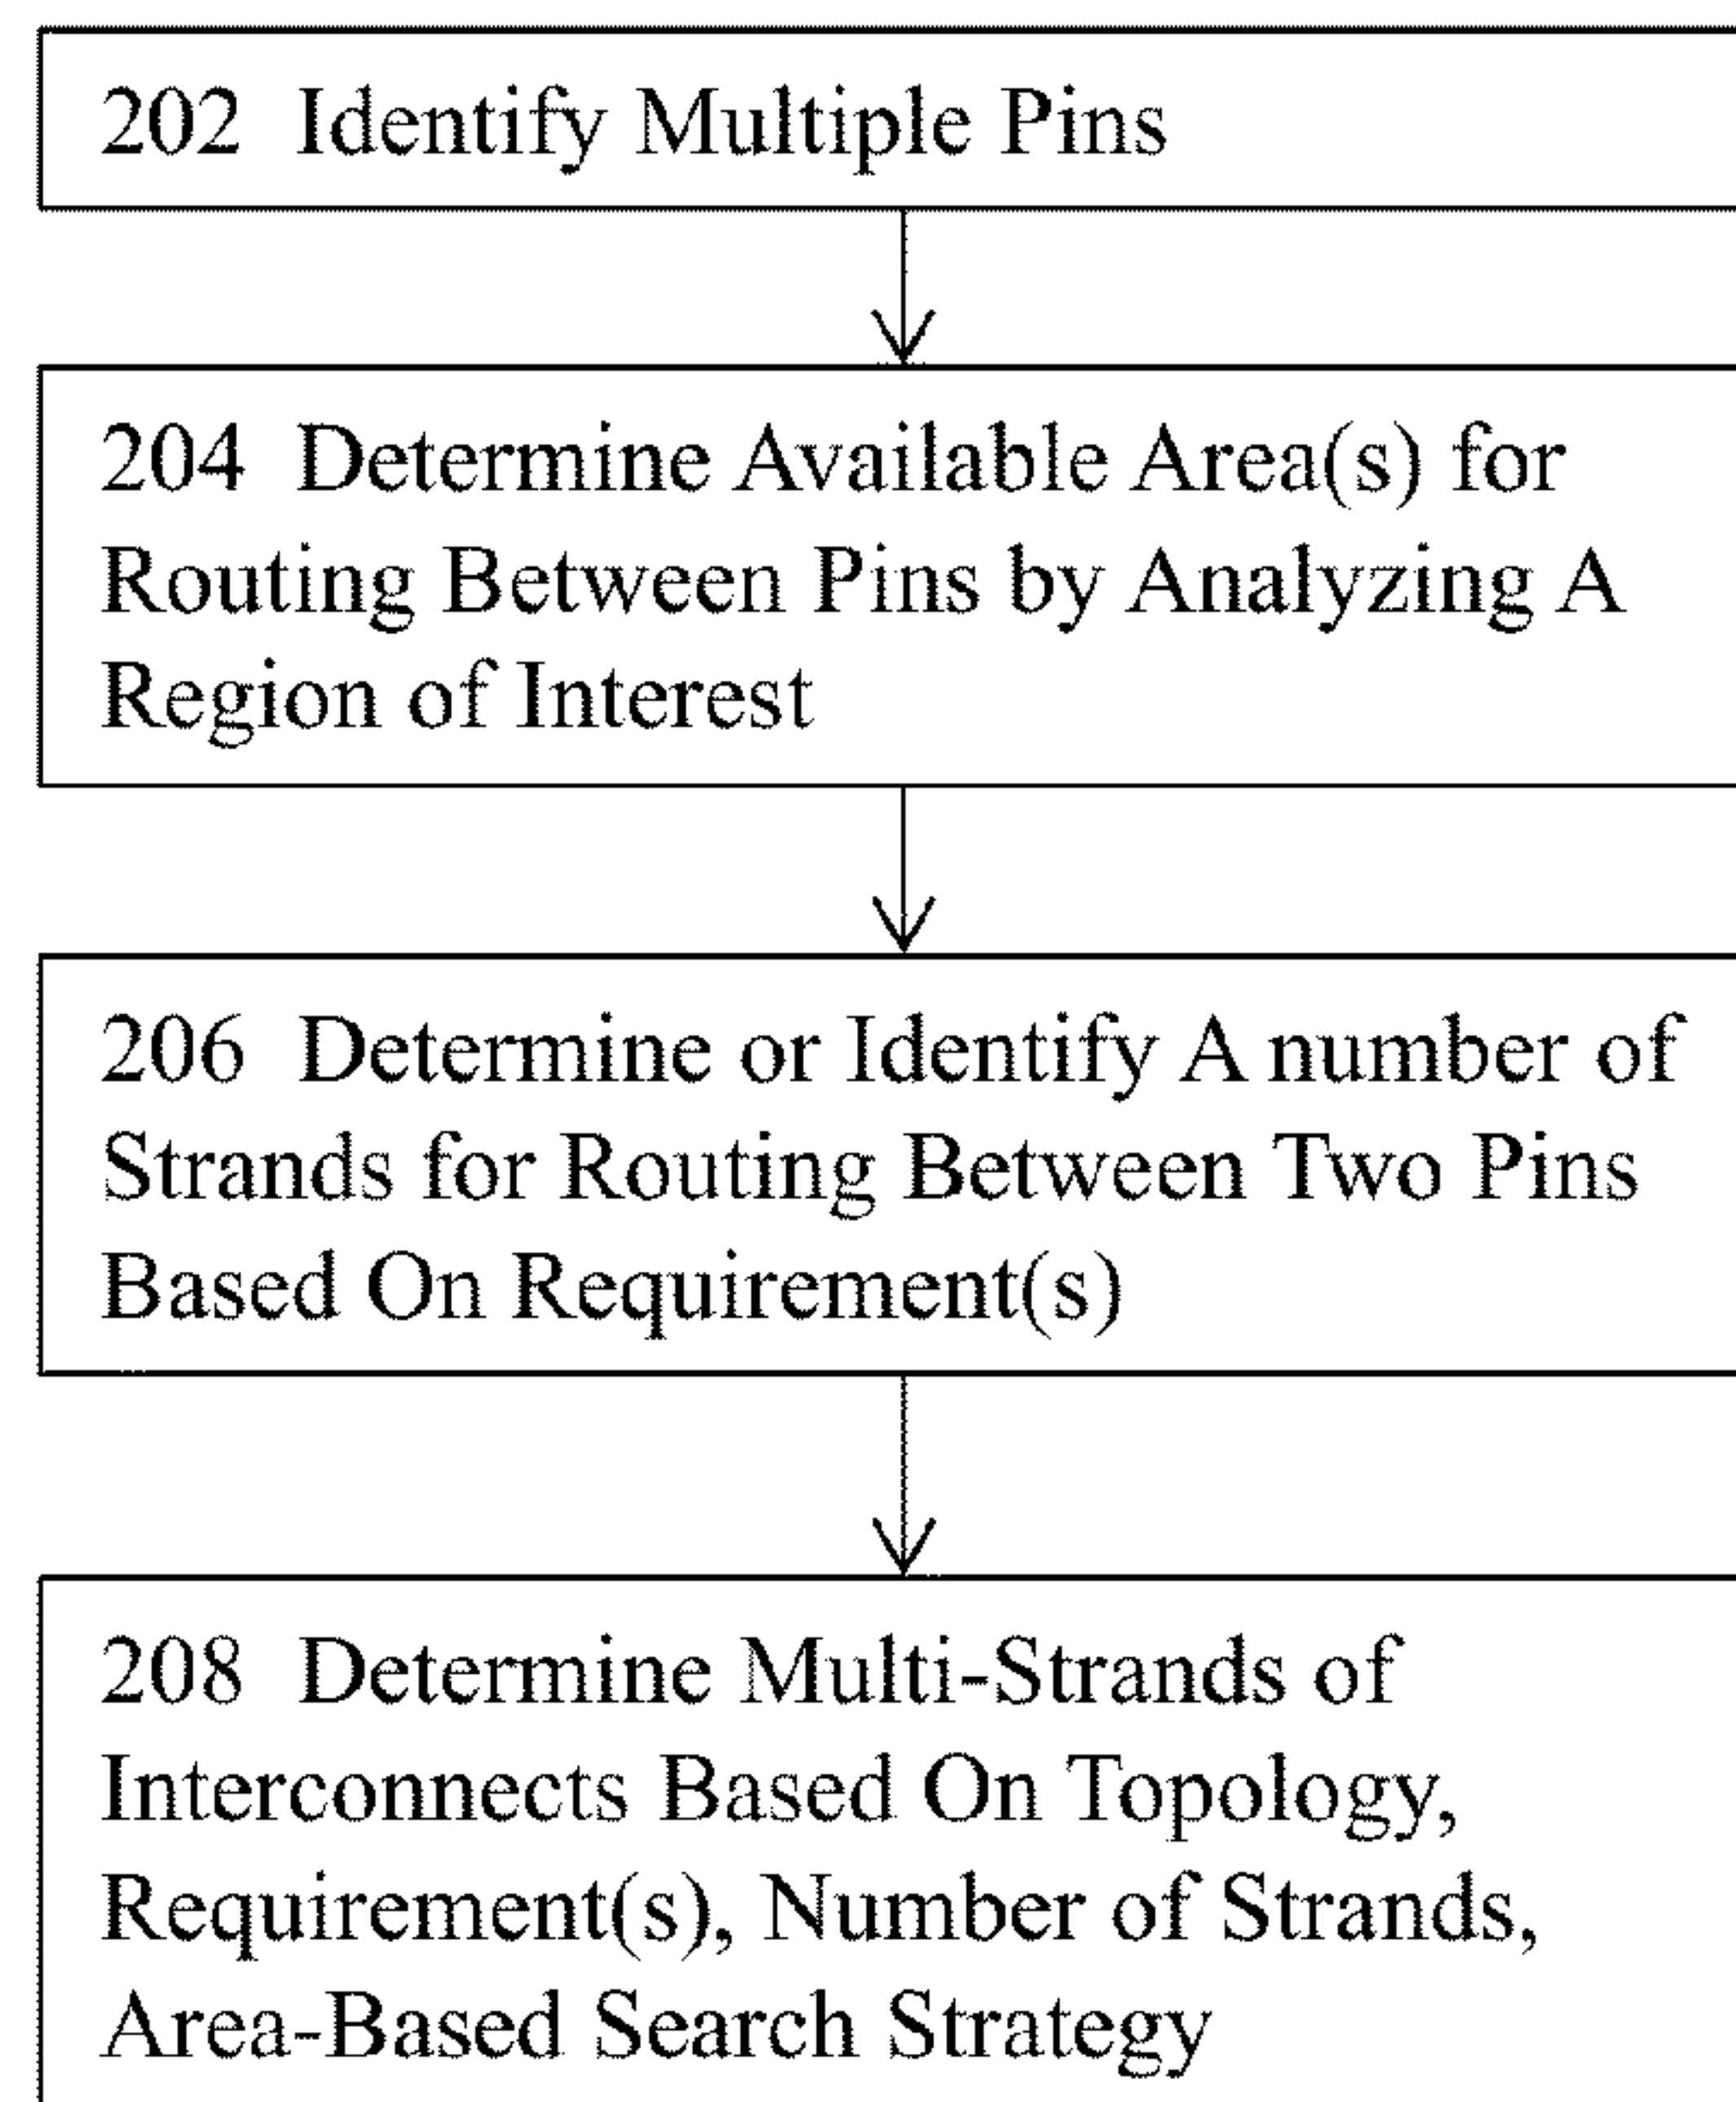 202 Identify Multiple Pins
204 Determine Available Area(s) for
Routing Between Pins by Analyzing A
Region of Interest
206 Determine or Identify A number of
Strands for Routing Between Two Pins
Based On Requirement(s)
208 Determine Multi-Strands of
Interconnects Based On Topology,
Requirement(s), Number of Strands,
Area-Based Search Strategy